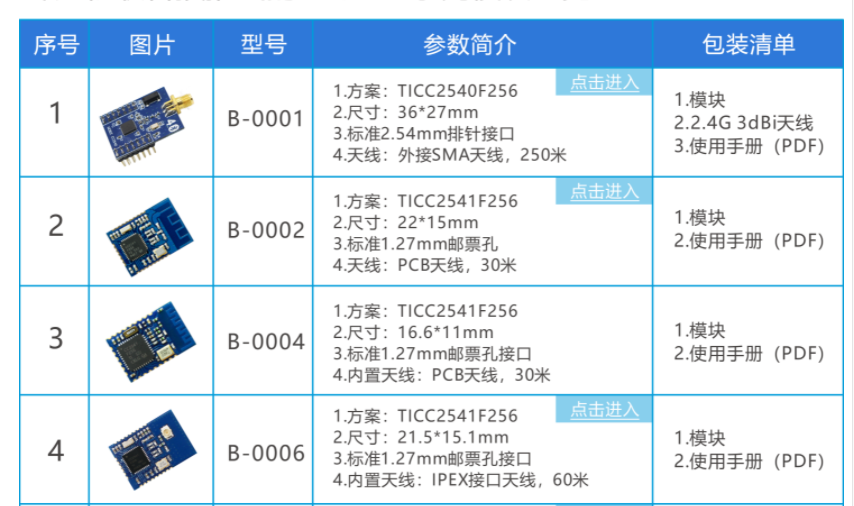 序号 图片 型号 参数简介 包装清单
1
B-0001
1.方案：TICC2540F256
点击进入
2.尺寸：36*27mm
3.标准2.54mm排针接口
4.天线：外接SMA天线，250米
1.模块
2.2.4G 3dBi天线
3.使用手册（PDF）
2
B-0002
1.方案：TICC2541F256
点击进入
2.尺寸：22*15mm
3.标准1.27mm邮票孔
4.天线：PCB天线，30米
1.模块
2.使用手册（PDF）
3
B-0004
1.方案：TICC2541F256
2.尺寸：16.6*11mm
3.标准1.27mm邮票孔接口
4.内置天线：PCB天线，30米
1.模块
2.使用手册（PDF）
4
B-0006
1.方案：TICC2541F256
点击进入
2.尺寸：21.5*15.1mm
3.标准1.27mm邮票孔接口
4.内置天线：IPEX接口天线，60米
1.模块
2.使用手册（PDF）